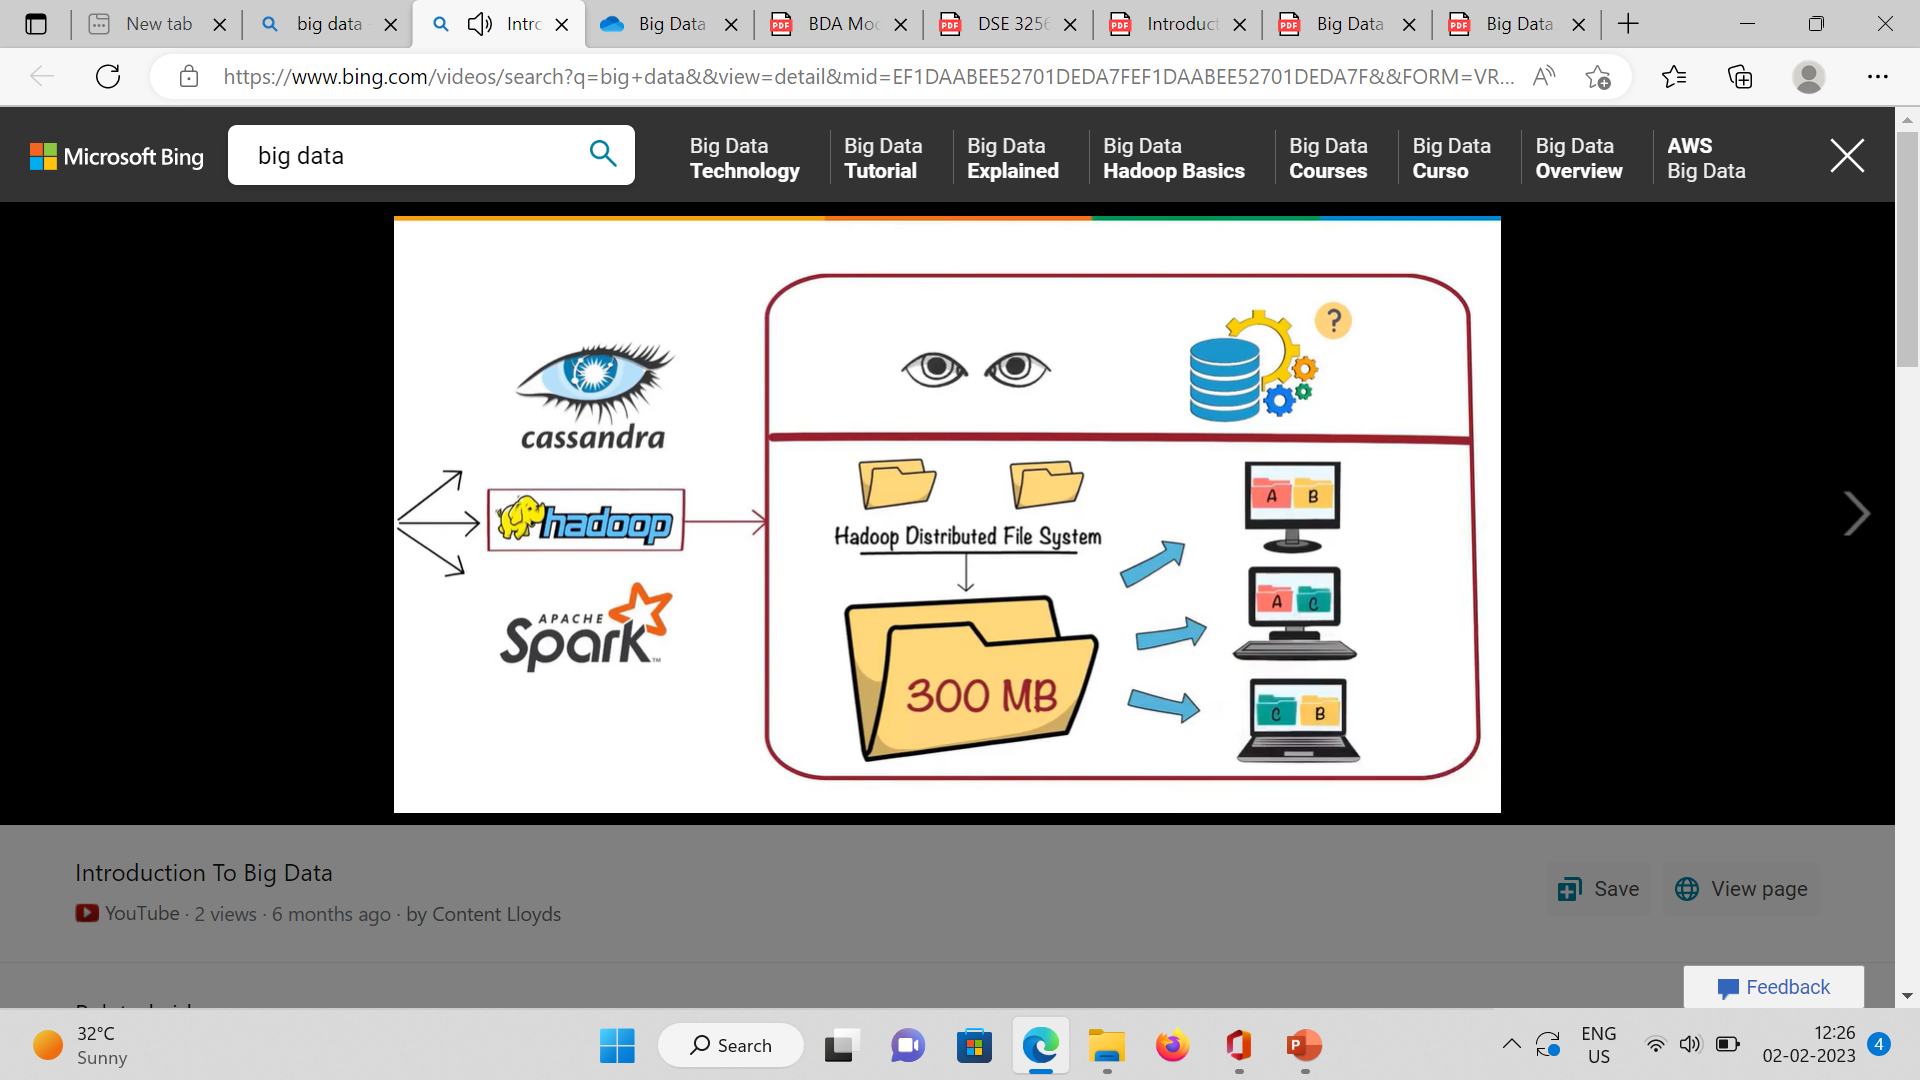 New tab
big data
Intro
Big Data
BDA Mod
DSE 3256
Introduct
Big Data
Big Data
https://www.bing.com/videos/search?q=big+data&&view=detail&mid=EF1DAABEE52701DEDA7FEF1DAABEE52701DEDA7F&&FORM=VR...
Microsoft Bing
big data
Big Data
Technology
Big Data
Tutorial
Big Data
Explained
Big Data
Hadoop Basics
Big Data
Courses
Big Data
Curso
Big Data
Overview
AWS
Big Data
?
cassandra
hadoop
APACHE
Spark™
Hadoop Distributed File System
300 MB
A B
A C
C B
Introduction To Big Data
YouTube · 2 views · 6 months ago · by Content Lloyds
Save
View page
Feedback
32°C
Sunny
Search
ENG
US
12:26
02-02-2023
4